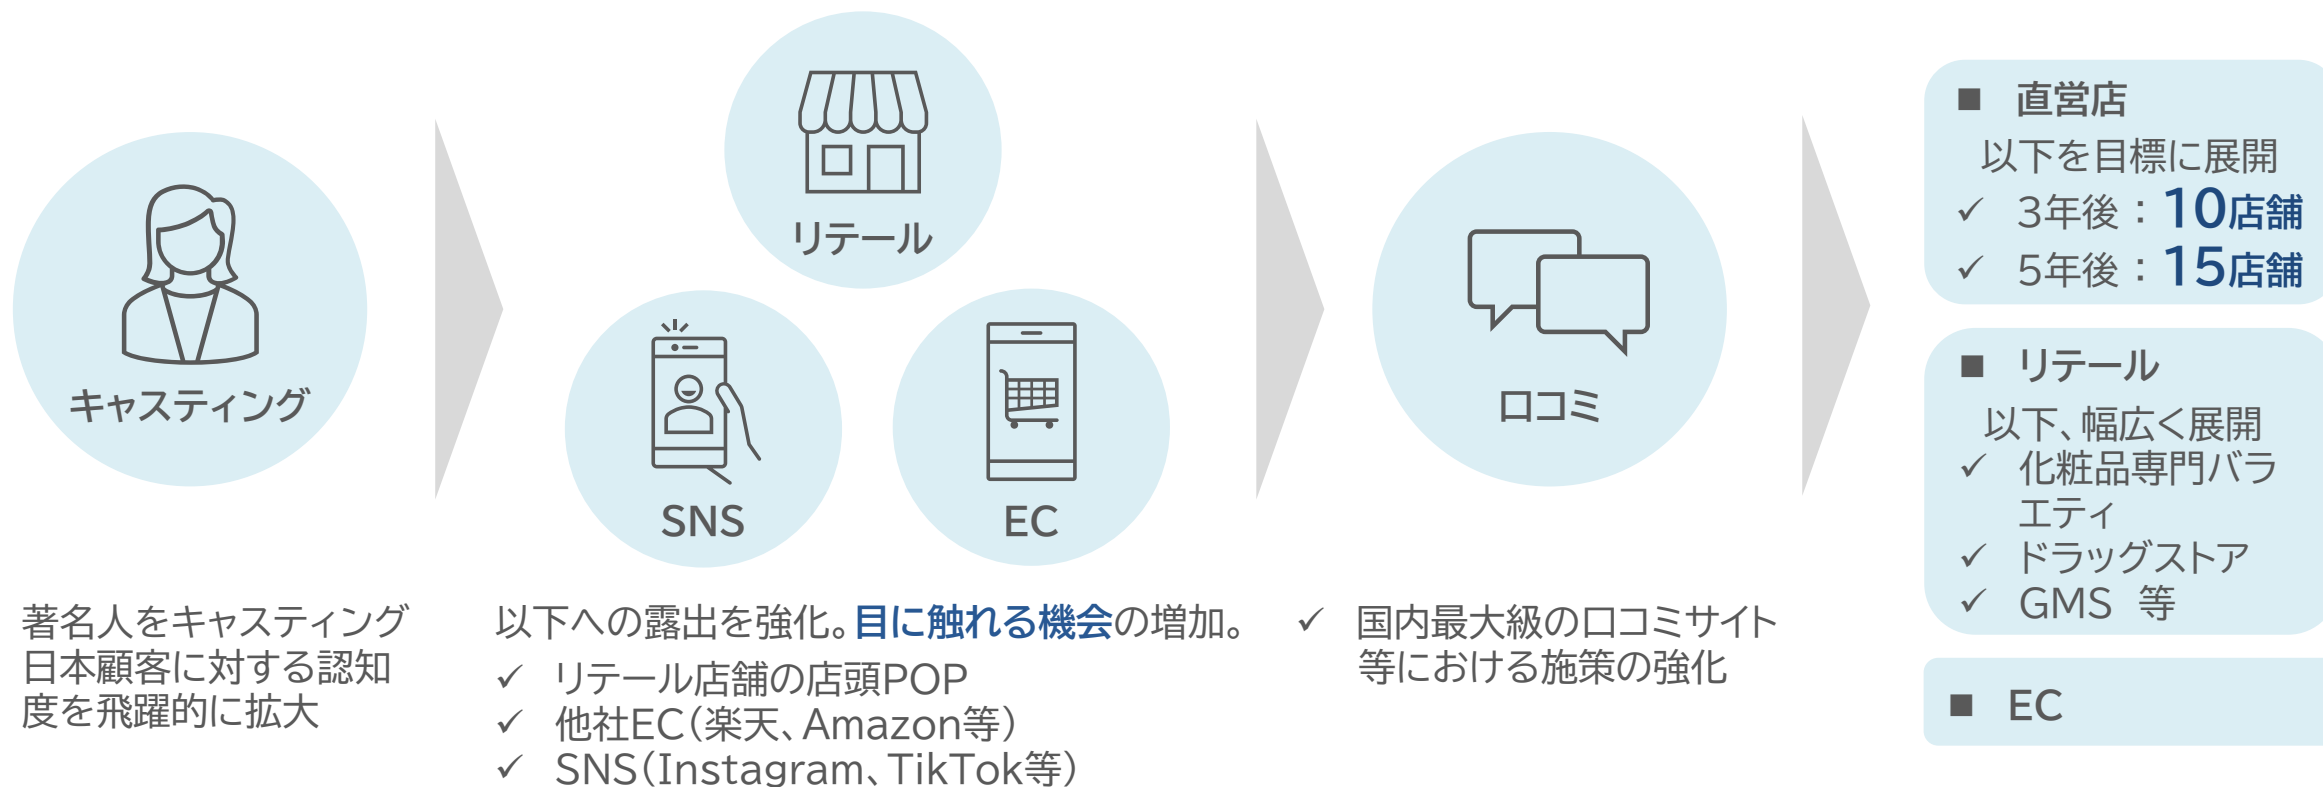 キャスティング
著名人をキャスティング
日本顧客に対する認知
度を飛躍的に拡大
リテール
SNS
EC
以下への露出を強化。目に触れる機会の増加。
✓ リテール店舗の店頭POP
✓ 他社EC（楽天、Amazon等）
✓ SNS（Instagram、TikTok等）
口コミ
✓ 国内最大級の口コミサイト
等における施策の強化
■ 直営店
以下を目標に展開
✓ 3年後：10店舗
✓ 5年後：15店舗
■ リテール
以下、幅広く展開
✓ 化粧品専門バラ
エティ
✓ ドラッグストア
✓ GMS 等
■ EC